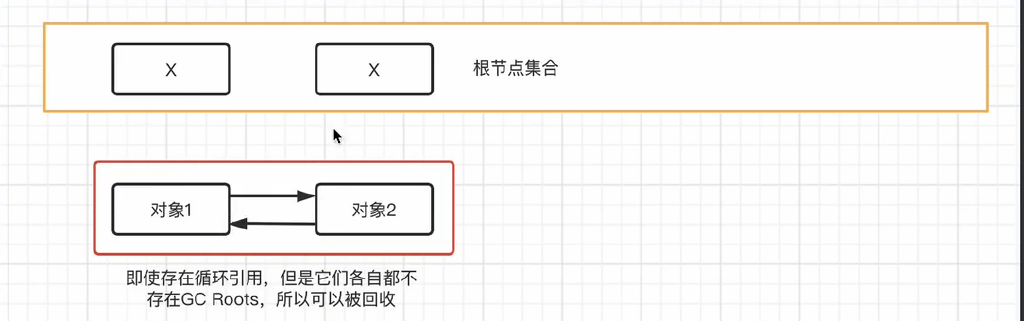 X
X
根节点集合
对象1
对象2
即使存在循环引用，但是它们各自都不
存在GC Roots，所以可以被回收